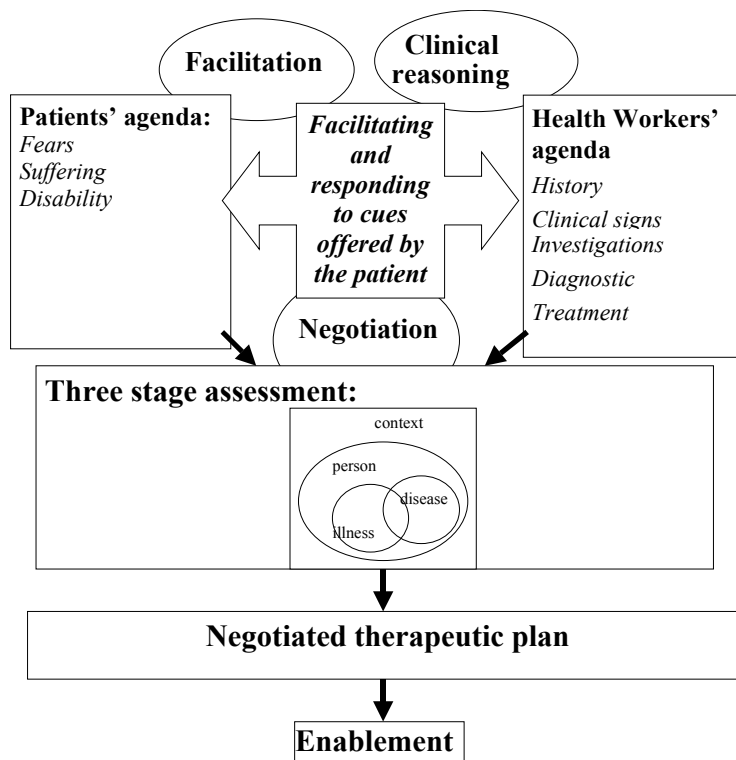 Facilitation
Clinical
reasoning
Patients’ agenda:
Fears
Suffering
Disability
Facilitating
and
responding
to cues
offered by
the patient
Health Workers’
agenda
History
Clinical signs
Investigations
Diagnostic
Treatment
Negotiation
Three stage assessment:
context
person
disease
illness
Negotiated therapeutic plan
Enablement